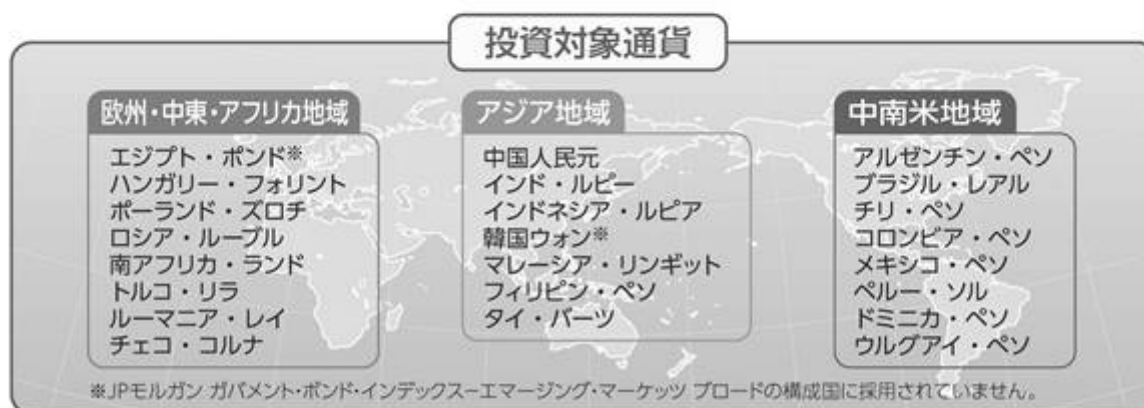 投資対象通貨
欧州・中東・アフリカ地域
エジプト・ポンド※
ハンガリー・フォリント
ポーランド・ズロチ
ロシア・ルーブル
南アフリカ・ランド
トルコ・リラ
ルーマニア・レイ
チェコ・コルナ
アジア地域
中国人民元
インド・ルピー
インドネシア・ルピア
韓国ウォン※
マレーシア・リンギット
フィリピン・ペソ
タイ・バーツ
中南米地域
アルゼンチン・ペソ
ブラジル・レアル
チリ・ペソ
コロンビア・ペソ
メキシコ・ペソ
ペルー・ソル
ドミニカ・ペソ
ウルグアイ・ペソ
※JPモルガン ガバメント・ボンド・インデックス－エマージング・マーケッツ ブロードの構成国に採用されていません。